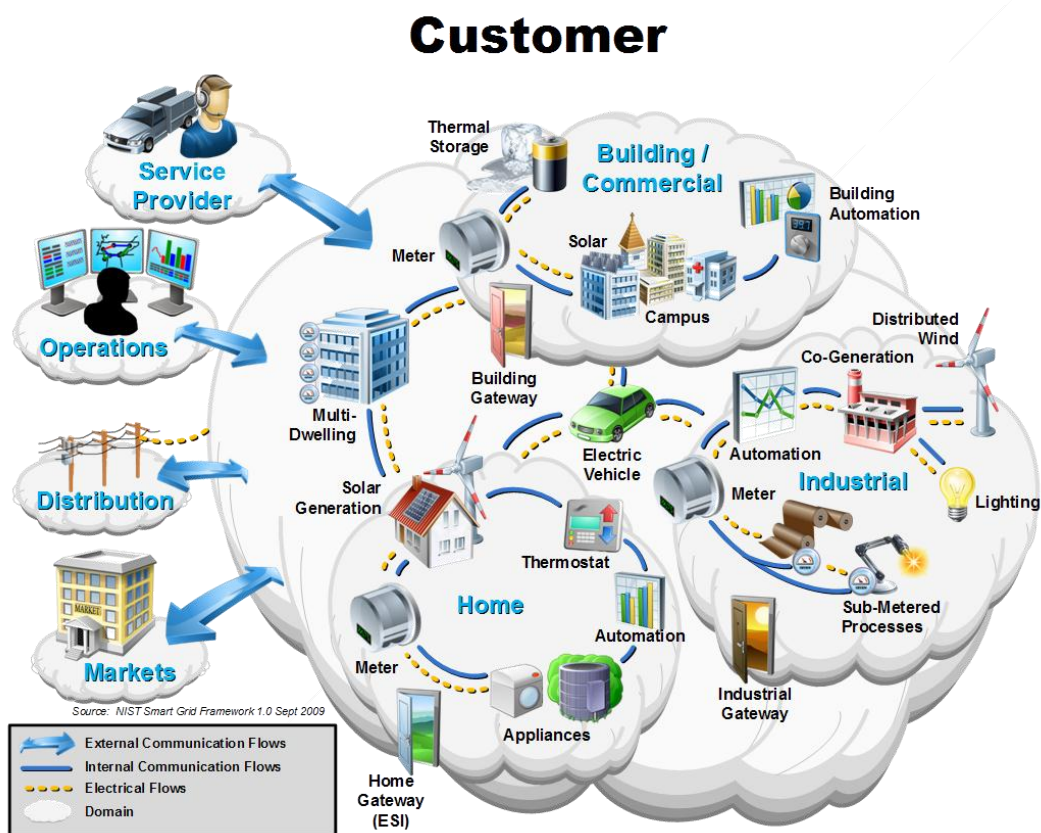 Customer
Service
Provider
Operations
Distribution
Markets
MARKET
Thermal
Storage
Building /
Commercial
Building
Automation
397
Meter
Solar
Campus
Building
Gateway
Multi-
Dwelling
Distributed
Wind
Co-Generation
Electric
Vehicle
Automation
Meter
Industrial
Lighting
Sub-Metered
Processes
Industrial
Gateway
Solar
Generation
Thermostat
Home
Automation
Meter
Appliances
Home
Gateway
(ESI)
Source: NIST Smart Grid Framework 1.0 Sept 2009
External Communication Flows
Internal Communication Flows
Electrical Flows
Domain